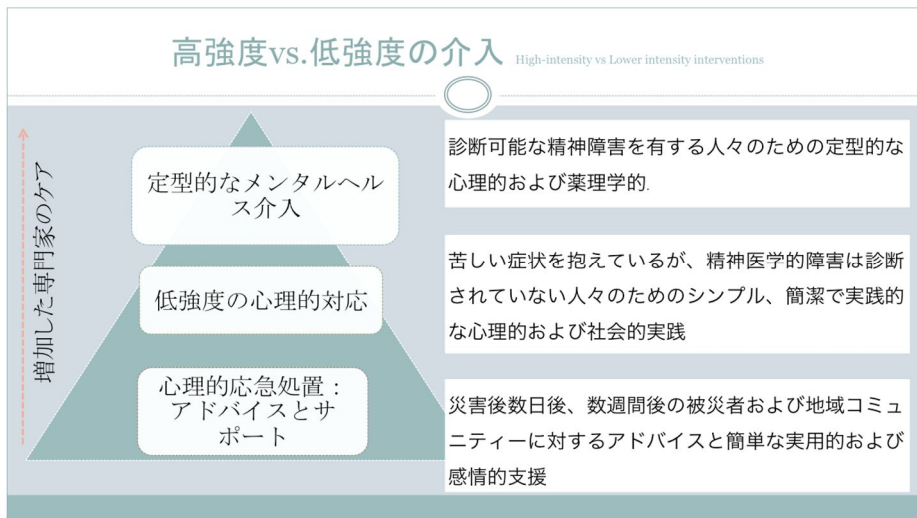 高強度vs.低強度の介入 High-intensity vs Lower intensity interventions
増加した専門家のケア
定型的なメンタルヘル
ス介入
診断可能な精神障害を有する人々のための定型的な
心理的および薬理学的.
低強度の心理的対応
苦しい症状を抱えているが、精神医学的障害は診断
されていない人々のためのシンプル、簡潔で実践的
な心理的および社会的実践
心理的応急処置：
アドバイスとサ
ポート
災害後数日後、数週間後の被災者および地域コミュ
ニティーに対するアドバイスと簡単な実用的および
感情的支援